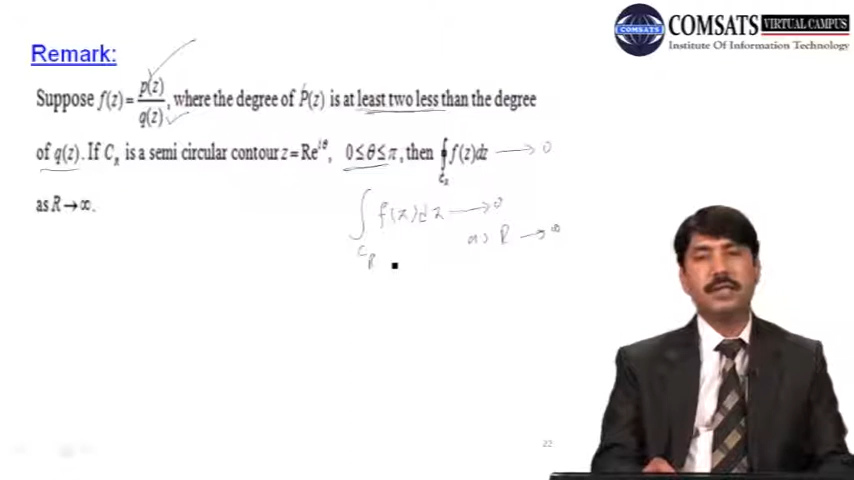 COMSATS VIRTUAL CAMPUS
Institute Of Information Technology
Remark:
Suppose f(z) = p(z)/q(z), where the degree of P(z) is at least two less than the degree
of q(z). If C_R is a semi circular contour z = Re^{iθ}, 0 ≤ θ ≤ π, then ∮_{C_R} f(z)dz → 0
as R → ∞.
∫_{C_R} f(z)dz → 0
as R → ∞
22